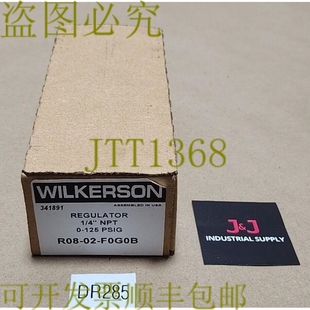 盗图必究
JTT1368
WILKERSON
341891
ASSEMBLED IN USA
REGULATOR
1/4" NPT
0-125 PSIG
R08-02-F0G0B
J&J
INDUSTRIAL SUPPLY
DR285
可开发票顺丰包邮